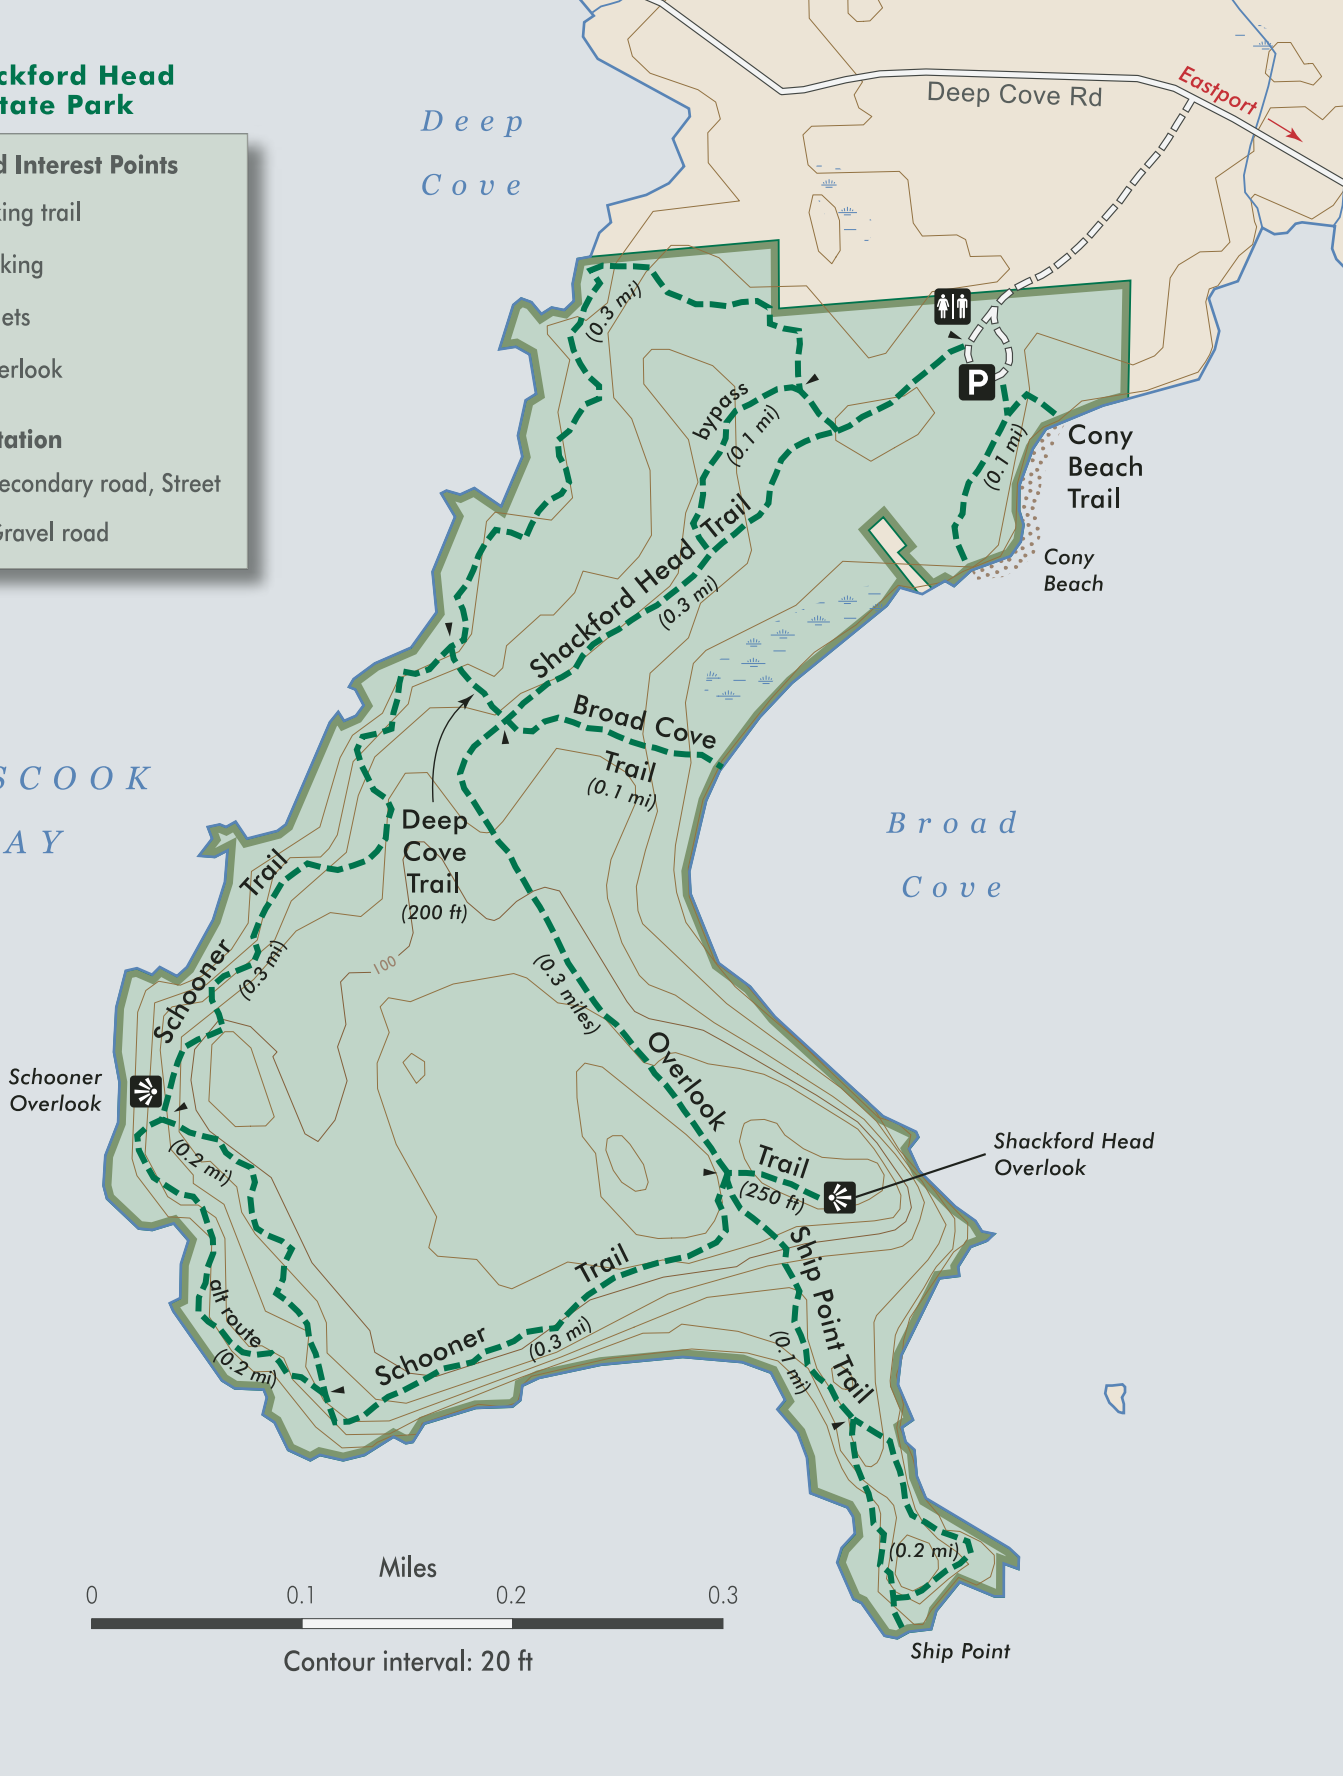 ckford Head
tate Park
d Interest Points
king trail
king
ets
erlook
tation
econdary road, Street
Gravel road
Deep
Cove
Deep Cove Rd
Eastport
P
(0.3 mi)
bypass
(0.1 mi)
(0.1 mi)
Cony
Beach
Trail
Cony
Beach
Shackford Head Trail
(0.3 mi)
Broad Cove
Trail
(0.1 mi)
SCOOK
AY
Deep
Cove
Trail
(200 ft)
Broad
Cove
Schooner Trail
(0.3 mi)
100
(0.3 miles)
Overlook
Trail
(250 ft)
Schooner
Overlook
Shackford Head
Overlook
(0.2 mi)
alt route
(0.2 mi)
Schooner Trail
(0.3 mi)
Ship Point Trail
(0.1 mi)
(0.2 mi)
Ship Point
Miles
0 0.1 0.2 0.3
Contour interval: 20 ft